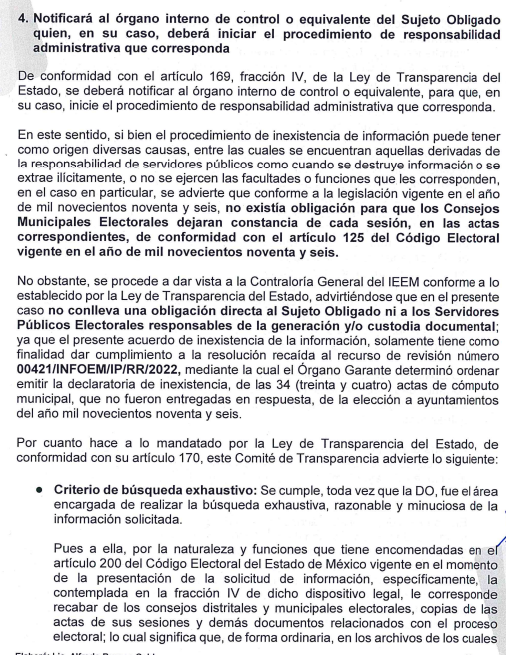 4. Notificará al órgano interno de control o equivalente del Sujeto Obligado
quien, en su caso, deberá iniciar el procedimiento de responsabilidad
administrativa que corresponda
De conformidad con el artículo 169, fracción IV, de la Ley de Transparencia del
Estado, se deberá notificar al órgano interno de control o equivalente, para que, en
su caso, inicie el procedimiento de responsabilidad administrativa que corresponda.
En este sentido, si bien el procedimiento de inexistencia de información puede tener
como origen diversas causas, entre las cuales se encuentran aquellas derivadas de
la responsabilidad de servidores públicos como cuando se destruye información o se
extrae ilícitamente, o no se ejercen las facultades o funciones que les corresponden,
en el caso en particular, se advierte que conforme a la legislación vigente en el año
de mil novecientos noventa y seis, no existía obligación para que los Consejos
Municipales Electorales dejaran constancia de cada sesión, en las actas
correspondientes, de conformidad con el artículo 125 del Código Electoral
vigente en el año de mil novecientos noventa y seis.
No obstante, se procede a dar vista a la Contraloría General del IEEM conforme a lo
establecido por la Ley de Transparencia del Estado, advirtiéndose que en el presente
caso no conlleva una obligación directa al Sujeto Obligado ni a los Servidores
Públicos Electorales responsables de la generación y/o custodia documental;
ya que el presente acuerdo de inexistencia de la información, solamente tiene como
finalidad dar cumplimiento a la resolución recaída al recurso de revisión número
00421/INFOEM/IP/RR/2022, mediante la cual el Órgano Garante determinó ordenar
emitir la declaratoria de inexistencia, de las 34 (treinta y cuatro) actas de cómputo
municipal, que no fueron entregadas en respuesta, de la elección a ayuntamientos
del año mil novecientos noventa y seis.
Por cuanto hace a lo mandatado por la Ley de Transparencia del Estado, de
conformidad con su artículo 170, este Comité de Transparencia advierte lo siguiente:
• Criterio de búsqueda exhaustivo: Se cumple, toda vez que la DO, fue el área
encargada de realizar la búsqueda exhaustiva, razonable y minuciosa de la
información solicitada.
Pues a ella, por la naturaleza y funciones que tiene encomendadas en el
artículo 200 del Código Electoral del Estado de México vigente en el momento
de la presentación de la solicitud de información, específicamente, la
contemplada en la fracción IV de dicho dispositivo legal, le corresponde
recabar de los consejos distritales y municipales electorales, copias de las
actas de sus sesiones y demás documentos relacionados con el proceso
electoral; lo cual significa que, de forma ordinaria, en los archivos de los cuales